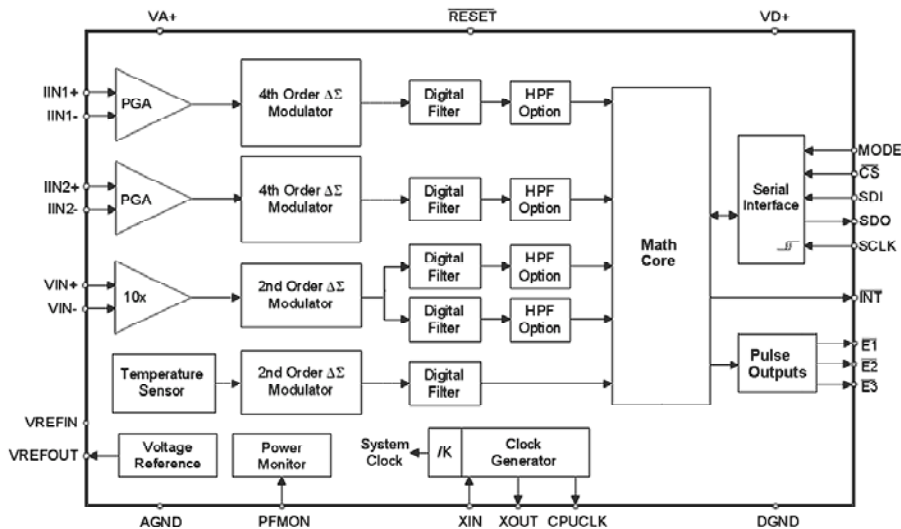 VA+
RESET
VD+
IIN1+
IIN1-
PGA
4th Order ΔΣ
Modulator
Digital
Filter
HPF
Option
IIN2+
IIN2-
PGA
4th Order ΔΣ
Modulator
Digital
Filter
HPF
Option
VIN+
VIN-
10x
2nd Order ΔΣ
Modulator
Digital
Filter
HPF
Option
Digital
Filter
HPF
Option
Temperature
Sensor
2nd Order ΔΣ
Modulator
Digital
Filter
Math
Core
Serial
Interface
MODE
CS
SDI
SDO
SCLK
INT
Pulse
Outputs
E1
E2
E3
VREFIN
VREFOUT
Voltage
Reference
Power
Monitor
System
Clock
/K
Clock
Generator
AGND
PFMON
XIN
XOUT
CPUCLK
DGND